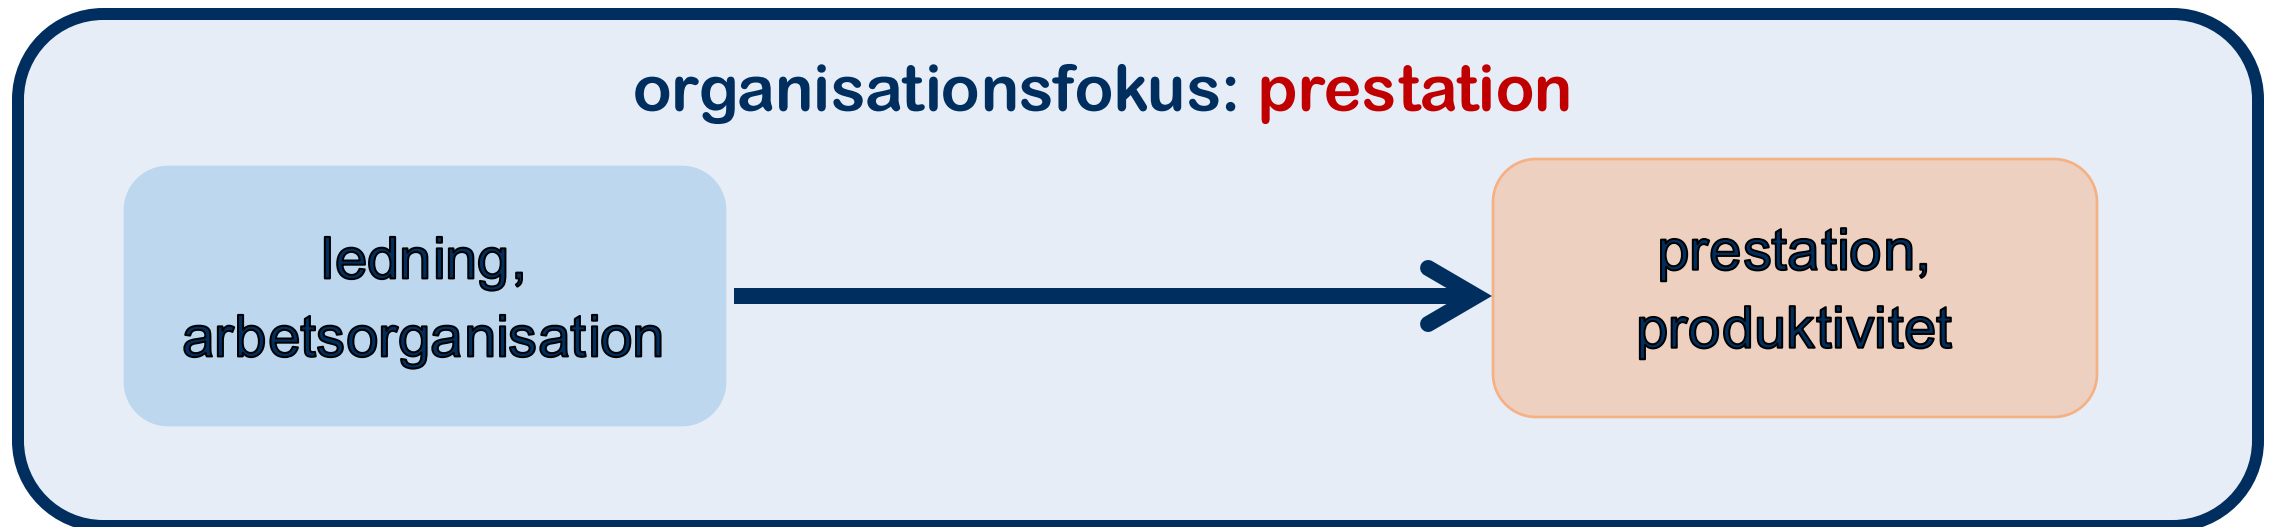 organisationsfokus: prestation
ledning,
arbetsorganisation
prestation,
produktivitet